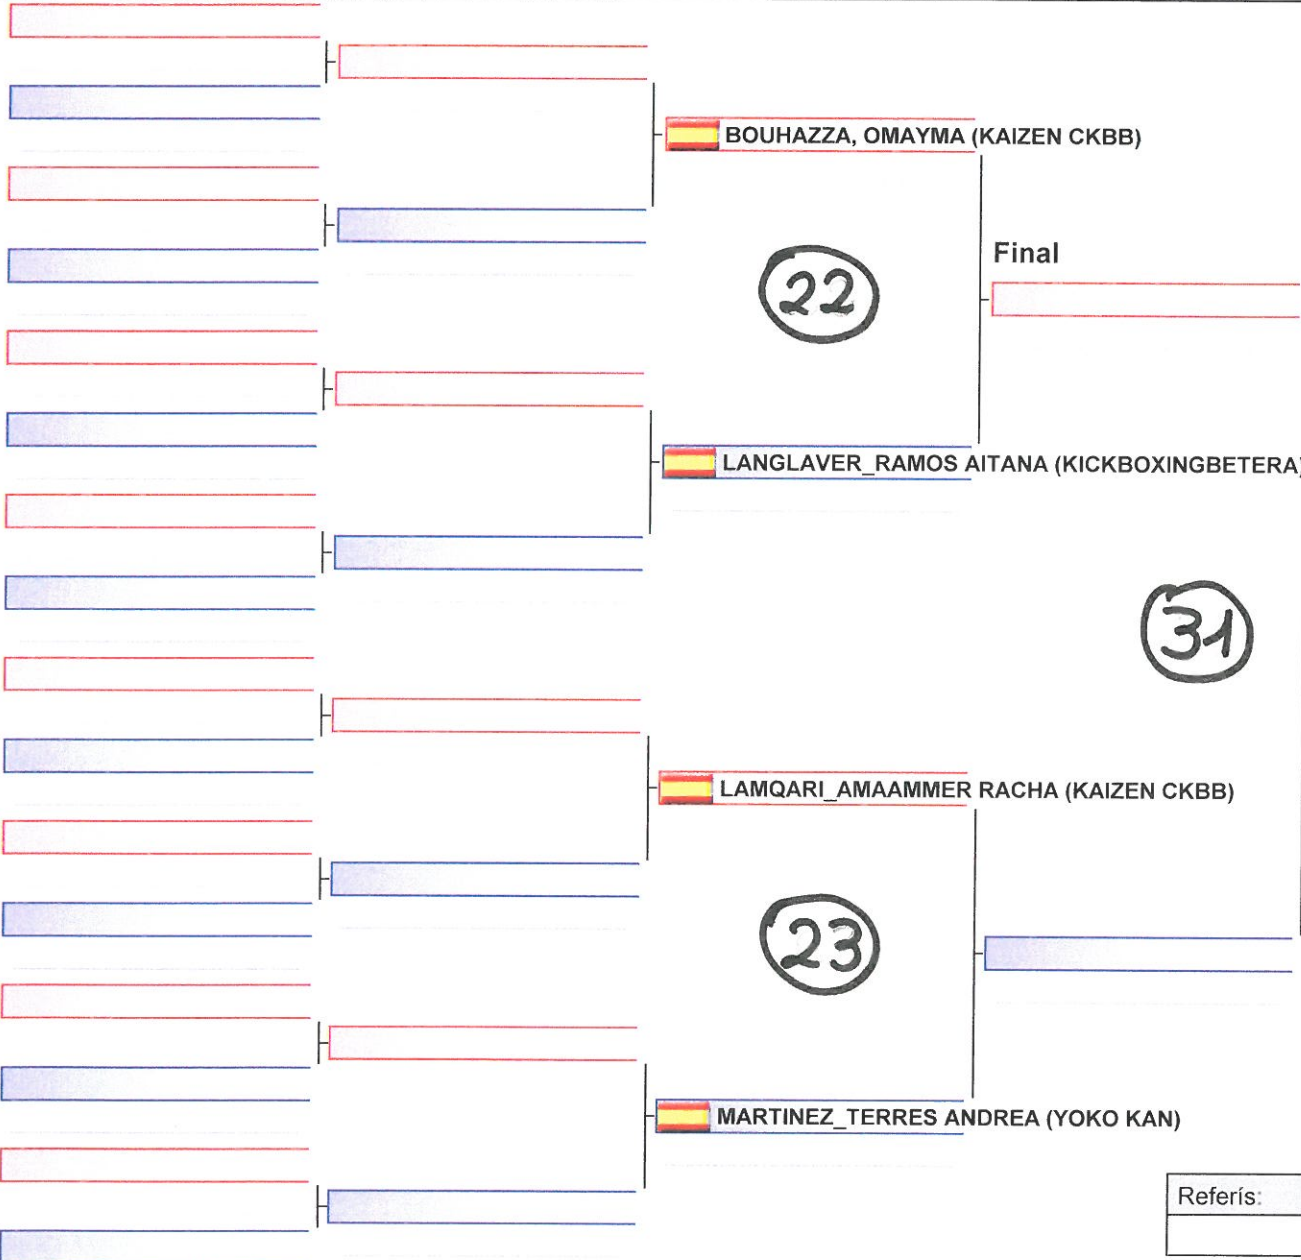 BOUHAZZA, OMAYMA (KAIZEN CKBB)
22
Final
LANGLAVER_RAMOS AITANA (KICKBOXINGBETERA)
31
LAMQARI_AMAAMMER RACHA (KAIZEN CKBB)
23
MARTINEZ_TERRES ANDREA (YOKO KAN)
Referís: